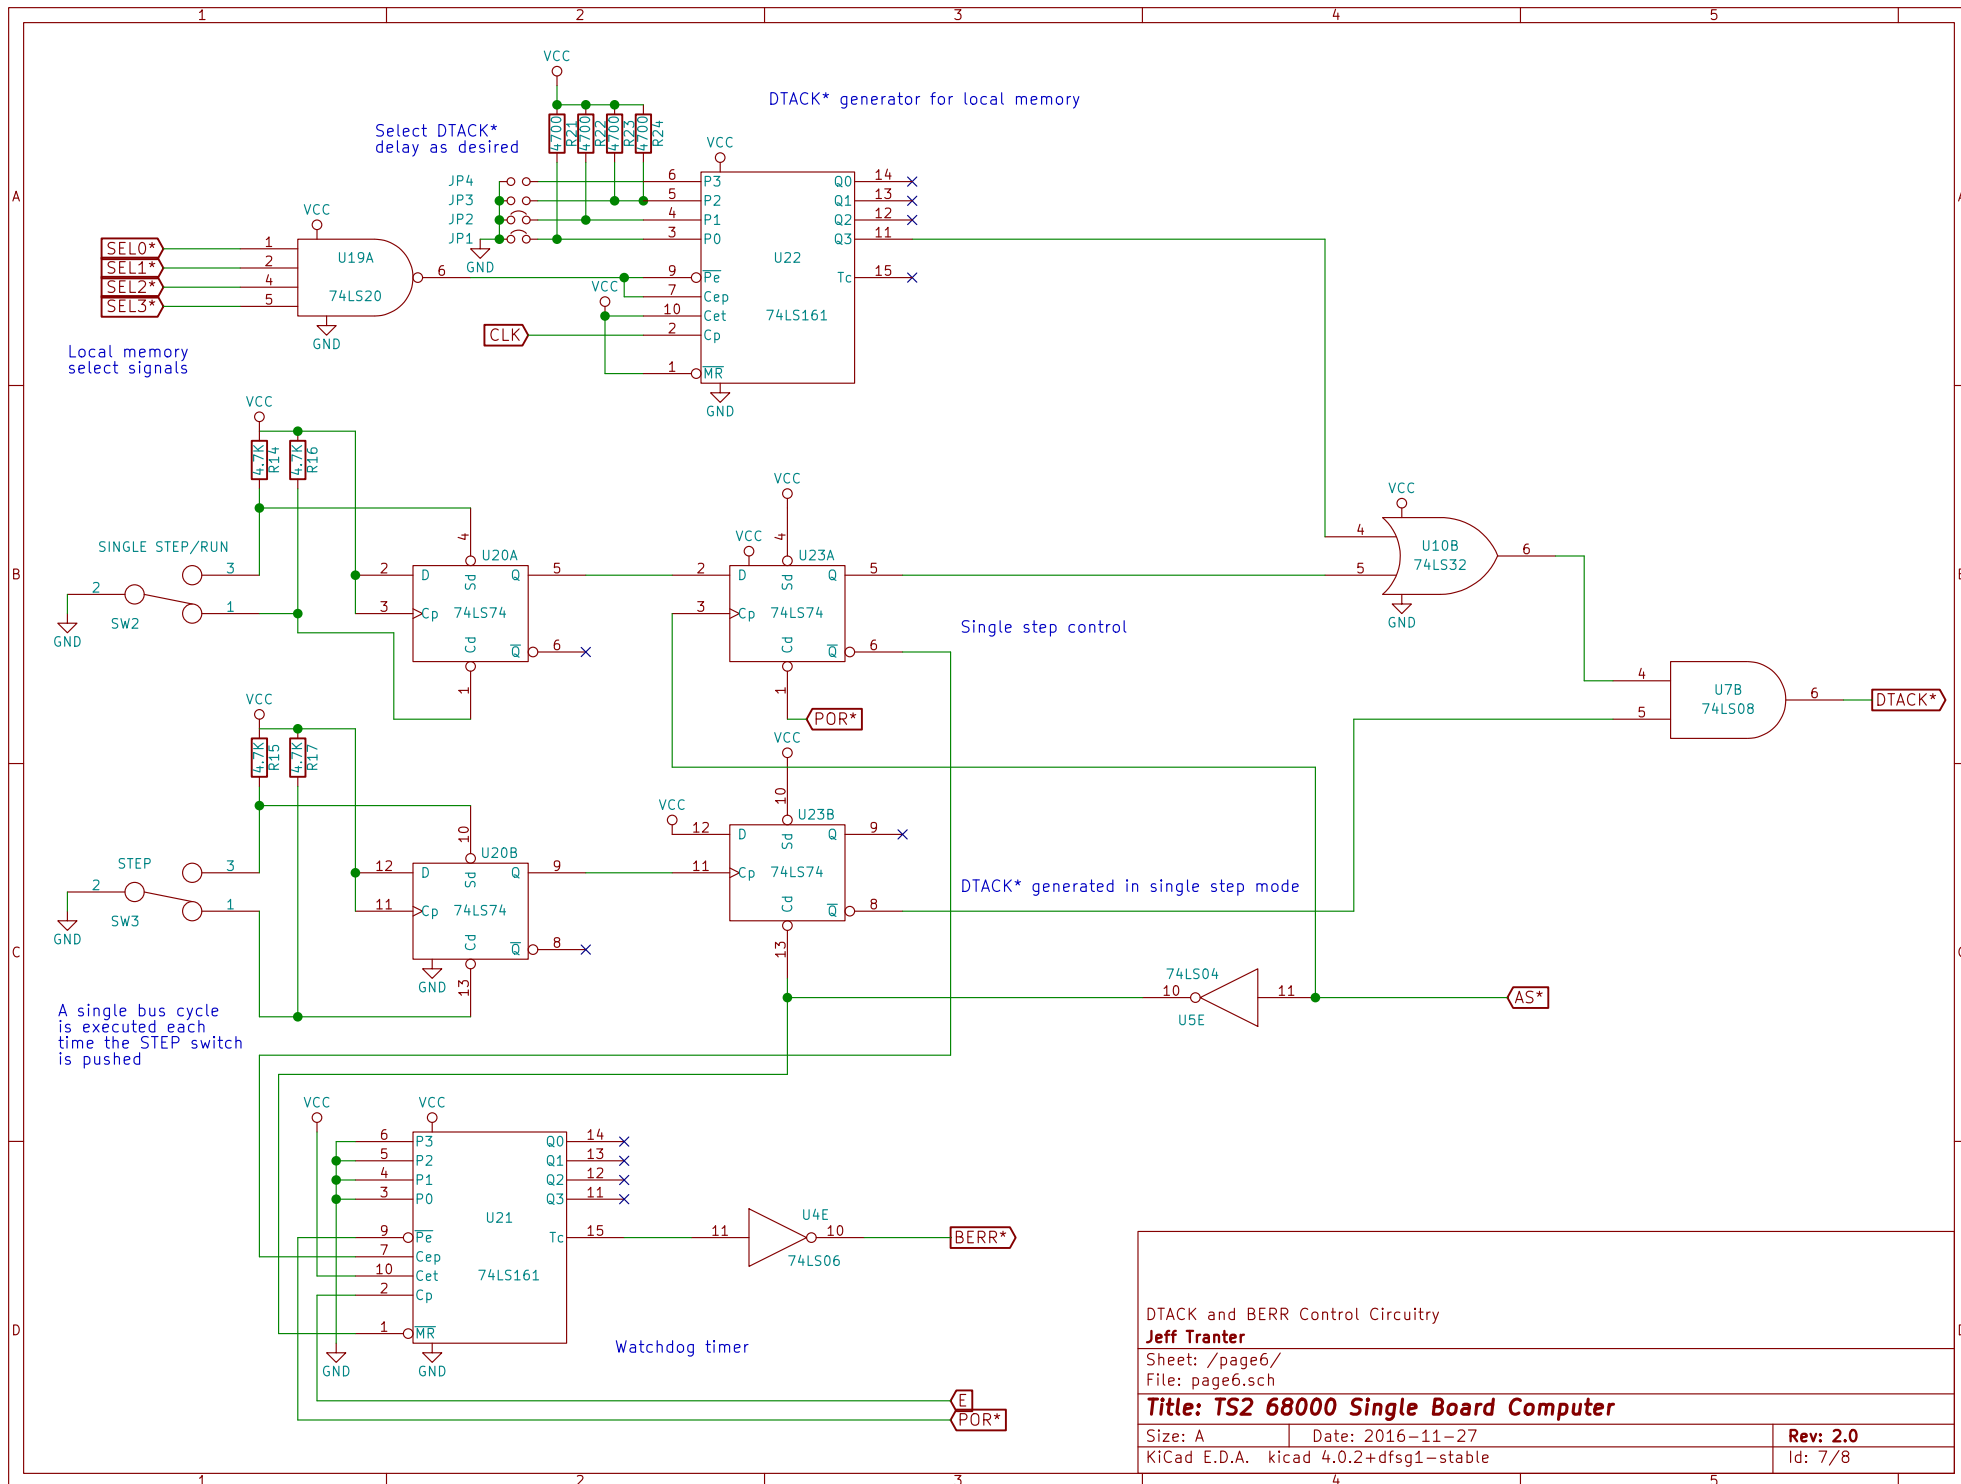 1 2 3 4 5
A
B
C
D
VCC
DTACK* generator for local memory
Select DTACK*
delay as desired
4700 R21 4700 R22 4700 R23 4700 R24
VCC
JP4
JP3
JP2
JP1
GND
6 P3 Q0 14
5 P2 Q1 13
4 P1 Q2 12
3 P0 Q3 11
U22
9 Pe Tc 15
7 Cep
10 Cet 74LS161
2 Cp
1 MR
GND
VCC
VCC
SEL0* 1
SEL1* 2
SEL2* 4
SEL3* 5
U19A
74LS20
6
GND
CLK
Local memory
select signals
VCC
4.7K R14 4.7K R16
SINGLE STEP/RUN
3
2
1
SW2
GND
4
U20A
2 D Sd Q 5
3 Cp 74LS74
Cd Q 6
1
VCC
VCC
4
U23A
2 D Sd Q 5
3 Cp 74LS74
Cd Q 6
1
POR*
Single step control
VCC
4
5
U10B
74LS32
6
GND
4
5
U7B
74LS08
6
DTACK*
VCC
4.7K R15 4.7K R17
STEP
3
2
1
SW3
GND
10
U20B
12 D Sd Q 9
11 Cp 74LS74
Cd Q 8
GND
13
VCC
VCC
10
U23B
12 D Sd Q 9
11 Cp 74LS74
Cd Q 8
13
DTACK* generated in single step mode
74LS04
10 11
U5E
AS*
A single bus cycle
is executed each
time the STEP switch
is pushed
VCC VCC
6 P3 Q0 14
5 P2 Q1 13
4 P1 Q2 12
3 P0 Q3 11
U21
9 Pe Tc 15
7 Cep
10 Cet 74LS161
2 Cp
1 MR
GND GND
11
U4E
10
74LS06
BERR*
Watchdog timer
E
POR*
DTACK and BERR Control Circuitry
Jeff Tranter
Sheet: /page6/
File: page6.sch
Title: TS2 68000 Single Board Computer
Size: A Date: 2016-11-27 Rev: 2.0
KiCad E.D.A. kicad 4.0.2+dfsg1-stable Id: 7/8
1 2 3 4 5